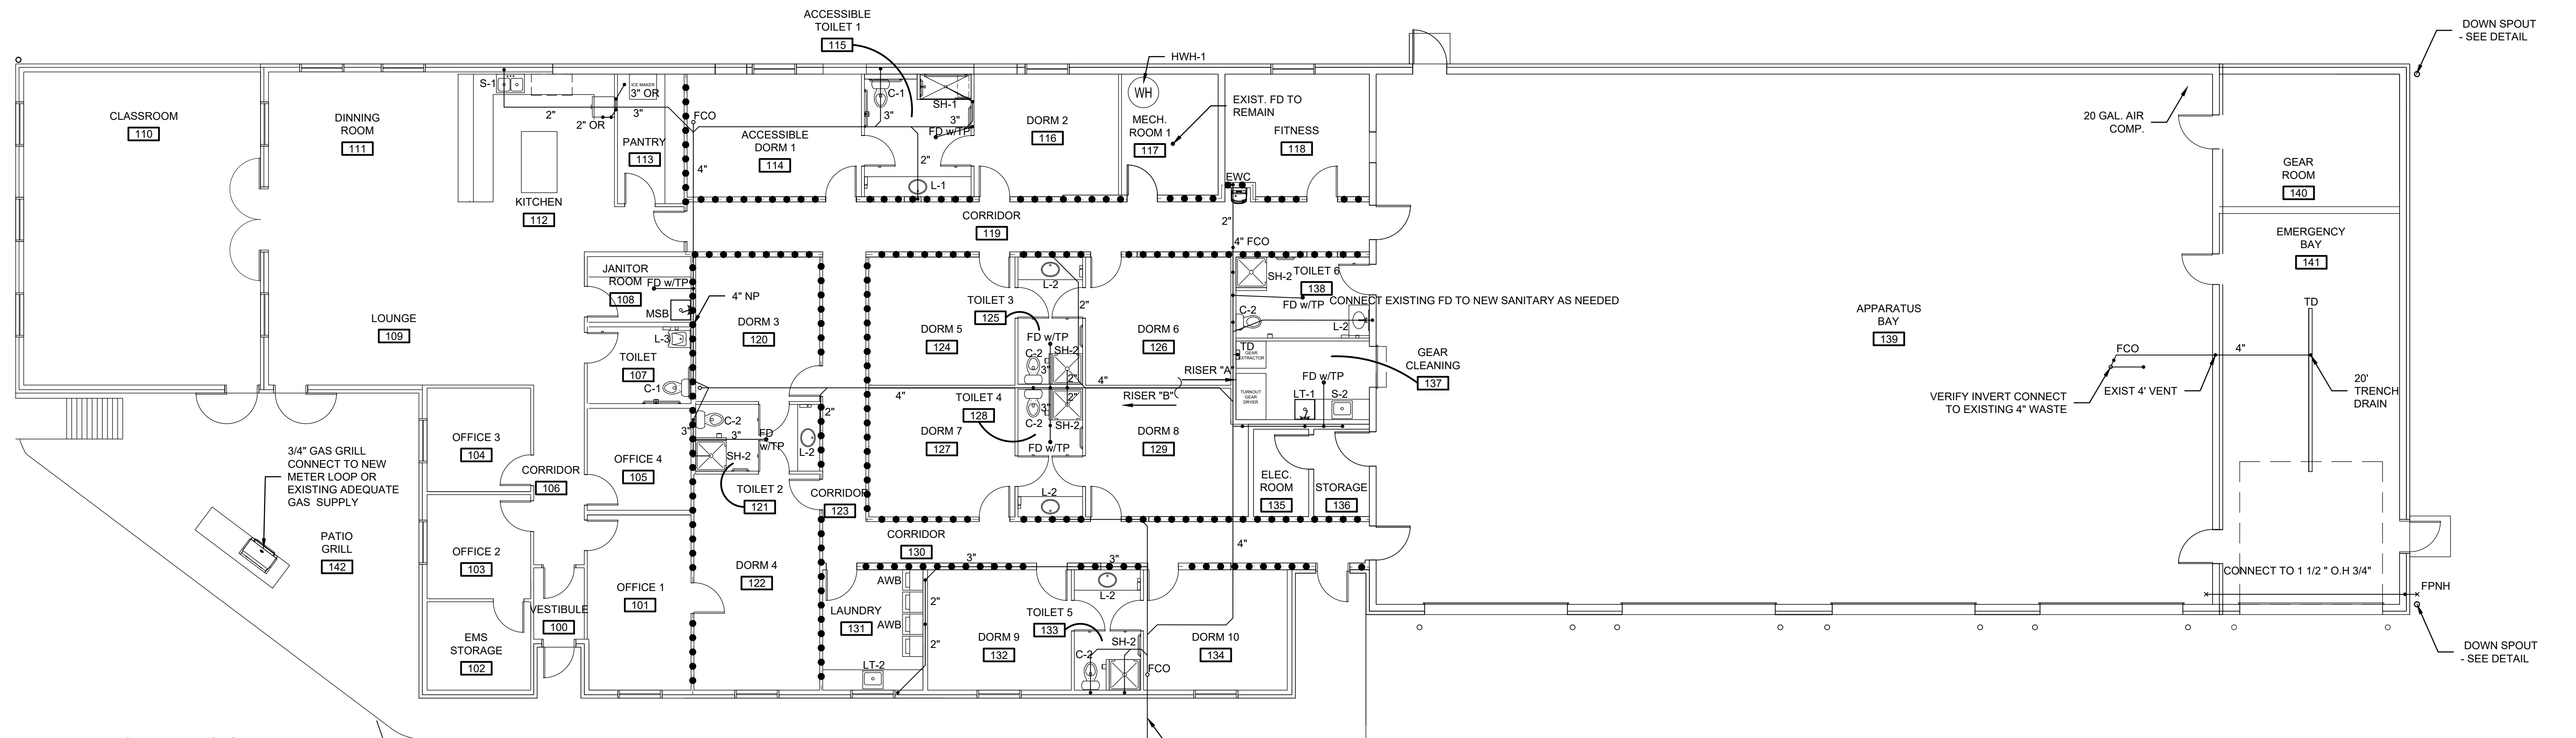 ACCESSIBLE
TOILET 1
115
HWH-1
DOWN SPOUT
- SEE DETAIL
S-1
ICE MAKER
3" OR
2"
2" OR
3"
FCO
C-1
3"
SH-1
3"
FD w/TP
WH
EXIST. FD TO
REMAIN
CLASSROOM
110
DINNING
ROOM
111
PANTRY
113
ACCESSIBLE
DORM 1
114
4"
2"
L-1
DORM 2
116
MECH.
ROOM 1
117
FITNESS
118
EWC
20 GAL. AIR
COMP.
GEAR
ROOM
140
KITCHEN
112
CORRIDOR
119
2"
4" FCO
EMERGENCY
BAY
141
JANITOR
ROOM
108
FD w/TP
MSB
4" NP
L-2
SH-2
TOILET 6
138
FD w/TP
CONNECT EXISTING FD TO NEW SANITARY AS NEEDED
TD
LOUNGE
109
L-3
TOILET
107
C-1
DORM 3
120
DORM 5
124
TOILET 3
125
2"
FD w/TP
C-2
SH-2
3"
2"
DORM 6
126
4"
RISER "A"
C-2
L-2
TD
GEAR
EXTRACTOR
TURNOUT
GEAR
DRYER
GEAR
CLEANING
137
FD w/TP
LT-1
S-2
APPARATUS
BAY
139
FCO
4"
VERIFY INVERT CONNECT
TO EXISTING 4" WASTE
EXIST 4' VENT
20'
TRENCH
DRAIN
OFFICE 3
104
OFFICE 4
105
CORRIDOR
106
3"
C-2
3"
FD
w/TP
SH-2
2"
L-2
TOILET 2
121
4"
DORM 7
127
TOILET 4
128
3"
2"
C-2
SH-2
FD w/TP
RISER "B"
DORM 8
129
L-2
3/4" GAS GRILL
CONNECT TO NEW
METER LOOP OR
EXISTING ADEQUATE
GAS SUPPLY
PATIO
GRILL
142
CORRIDOR
123
ELEC.
ROOM
135
STORAGE
136
OFFICE 2
103
OFFICE 1
101
DORM 4
122
CORRIDOR
130
3"
3"
4"
AWB
2"
L-2
LAUNDRY
131
AWB
2"
LT-2
DORM 9
132
TOILET 5
133
SH-2
C-2
FCO
DORM 10
134
EMS
STORAGE
102
VESTIBULE
100
CONNECT TO 1 1/2 " O.H 3/4"
FPNH
DOWN SPOUT
- SEE DETAIL